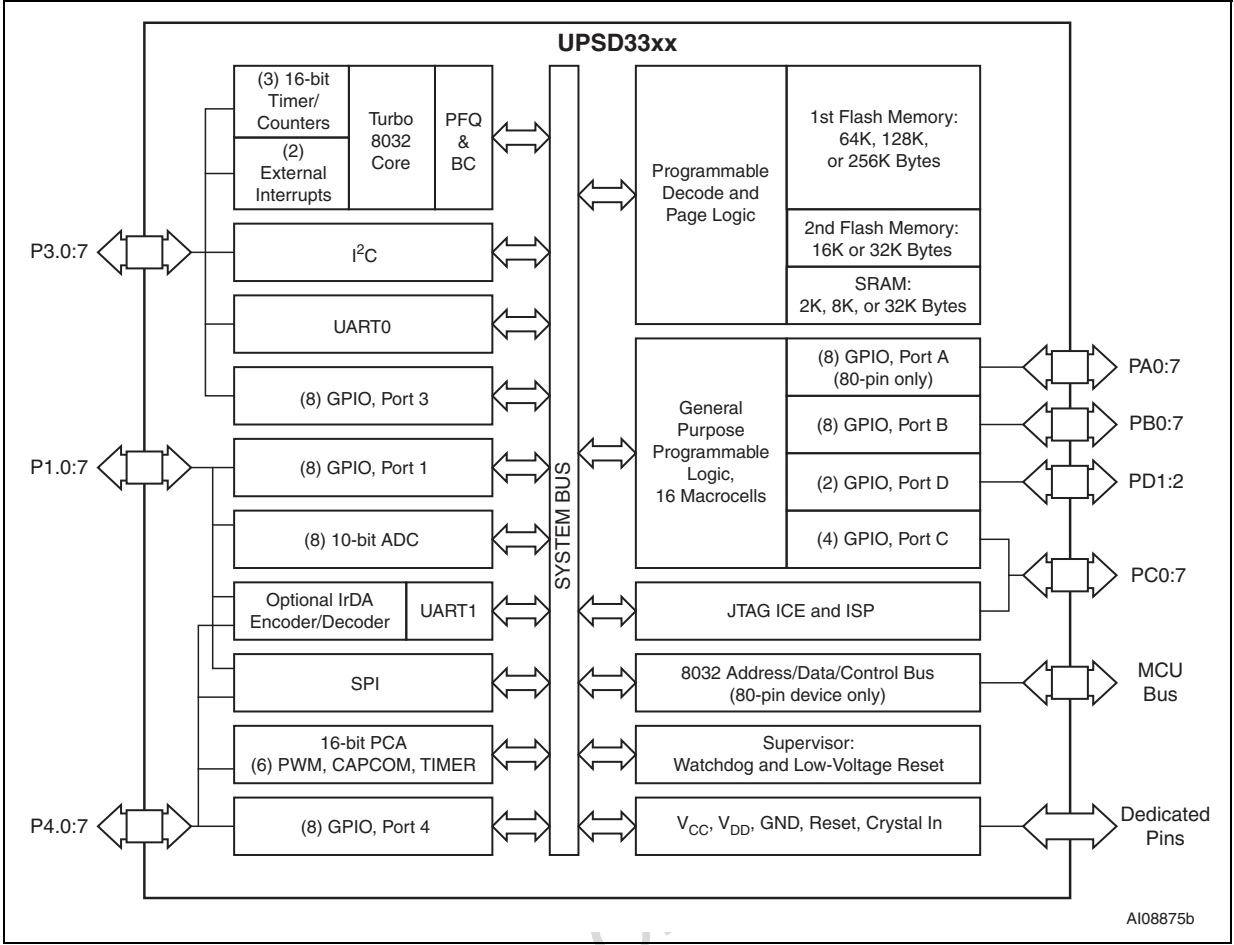 UPSD33xx
(3) 16-bit
Timer/
Counters
(2)
External
Interrupts
Turbo
8032
Core
PFQ
&
BC
P3.0:7
I²C
UART0
(8) GPIO, Port 3
P1.0:7
(8) GPIO, Port 1
(8) 10-bit ADC
Optional IrDA
Encoder/Decoder
UART1
SPI
16-bit PCA
(6) PWM, CAPCOM, TIMER
P4.0:7
(8) GPIO, Port 4
SYSTEM BUS
Programmable
Decode and
Page Logic
1st Flash Memory:
64K, 128K,
or 256K Bytes
2nd Flash Memory:
16K or 32K Bytes
SRAM:
2K, 8K, or 32K Bytes
General
Purpose
Programmable
Logic,
16 Macrocells
(8) GPIO, Port A
(80-pin only)
PA0:7
(8) GPIO, Port B
PB0:7
(2) GPIO, Port D
PD1:2
(4) GPIO, Port C
PC0:7
JTAG ICE and ISP
8032 Address/Data/Control Bus
(80-pin device only)
MCU
Bus
Supervisor:
Watchdog and Low-Voltage Reset
V<sub>CC</sub>, V<sub>DD</sub>, GND, Reset, Crystal In
Dedicated
Pins
AI08875b